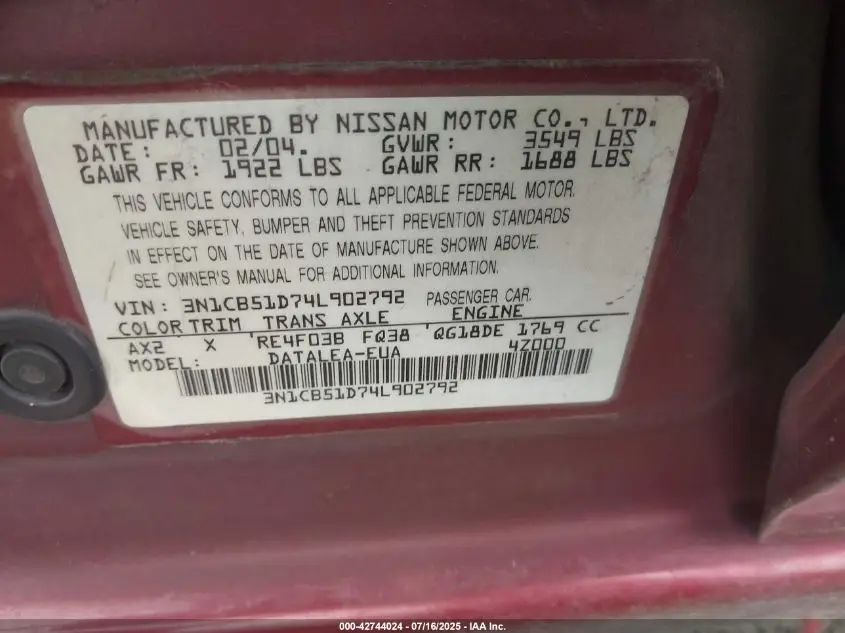 MANUFACTURED BY NISSAN MOTOR CO., LTD.
DATE: 02/04. GVWR: 3549 LBS
GAWR FR: 1922 LBS GAWR RR: 1688 LBS
THIS VEHICLE CONFORMS TO ALL APPLICABLE FEDERAL MOTOR
VEHICLE SAFETY, BUMPER AND THEFT PREVENTION STANDARDS
IN EFFECT ON THE DATE OF MANUFACTURE SHOWN ABOVE.
SEE OWNER'S MANUAL FOR ADDITIONAL INFORMATION.
VIN: 3N1CB51D74L902792 PASSENGER CAR.
COLOR TRIM TRANS AXLE ENGINE
AX2 X RE4F03B FQ38 QG18DE 1769 CC
MODEL: DATALEA-EUA 4Z000
3N1CB51D74L902792
000-42744024 - 07/16/2025 - IAA Inc.